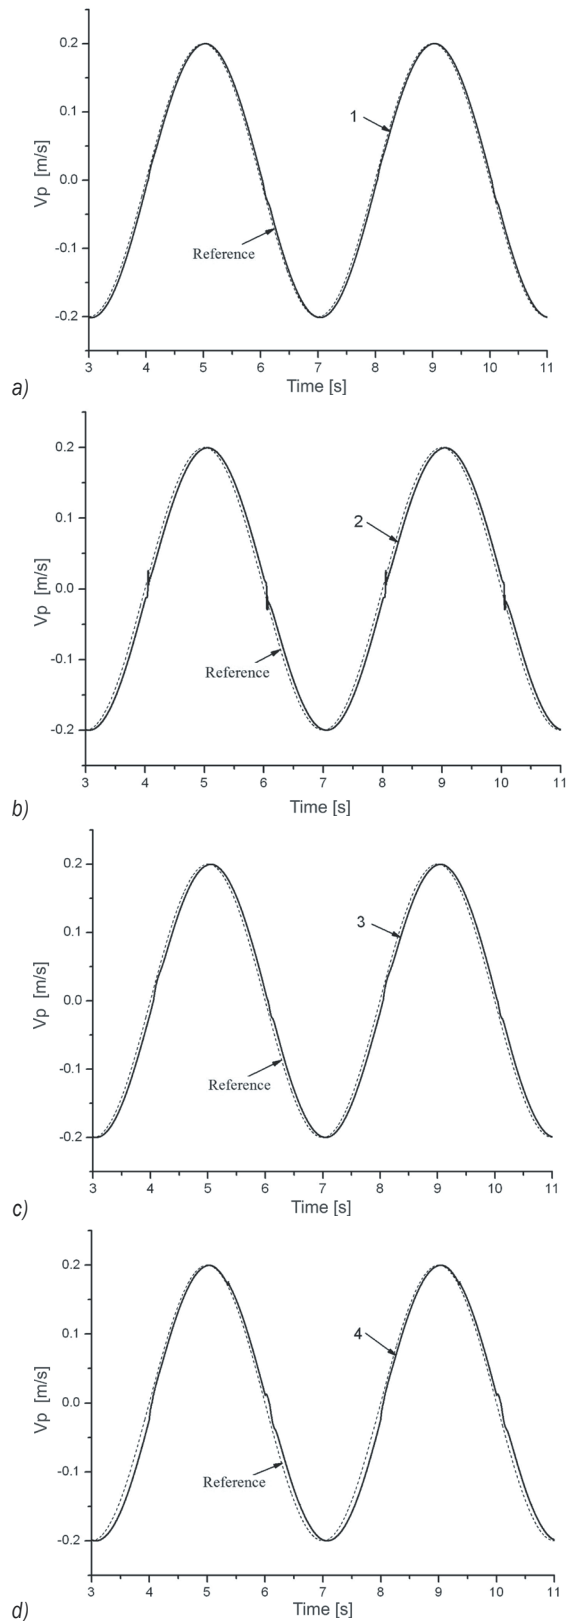 0.2
0.1
0.0
-0.1
-0.2
Vp [m/s]
1
Reference
3 4 5 6 7 8 9 10 11
Time [s]
a)
0.2
0.1
0.0
-0.1
-0.2
Vp [m/s]
2
Reference
3 4 5 6 7 8 9 10 11
Time [s]
b)
0.2
0.1
0.0
-0.1
-0.2
Vp [m/s]
3
Reference
3 4 5 6 7 8 9 10 11
Time [s]
c)
0.2
0.1
0.0
-0.1
-0.2
Vp [m/s]
4
Reference
3 4 5 6 7 8 9 10 11
Time [s]
d)